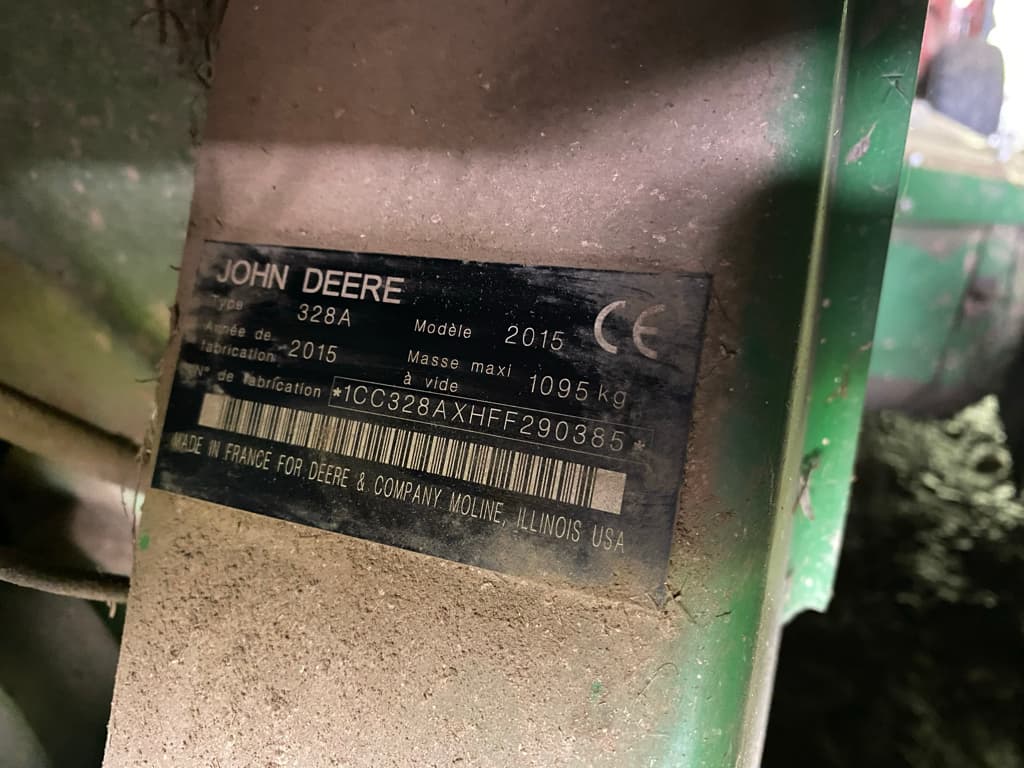 JOHN DEERE
Type 328A Modèle 2015 CE
Année de
fabrication 2015 Masse maxi
à vide 1095 kg
N° de fabrication *1CC328AXHFF290385*
MADE IN FRANCE FOR DEERE & COMPANY MOLINE, ILLINOIS USA